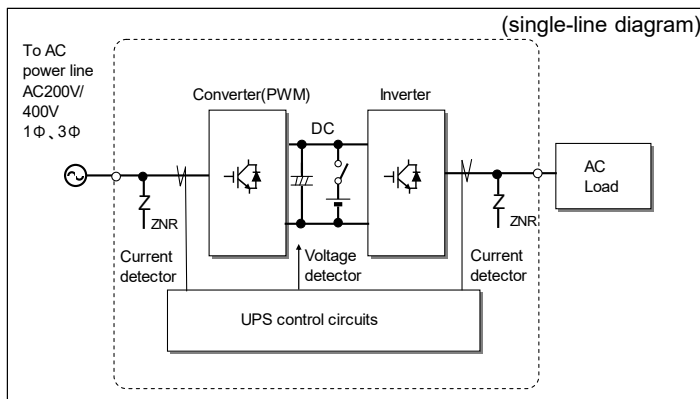 (single-line diagram)
To AC
power line
AC200V/
400V
1Φ、3Φ
Converter(PWM)
Inverter
DC
AC
Load
ZNR
ZNR
Current
detector
Voltage
detector
Current
detector
UPS control circuits